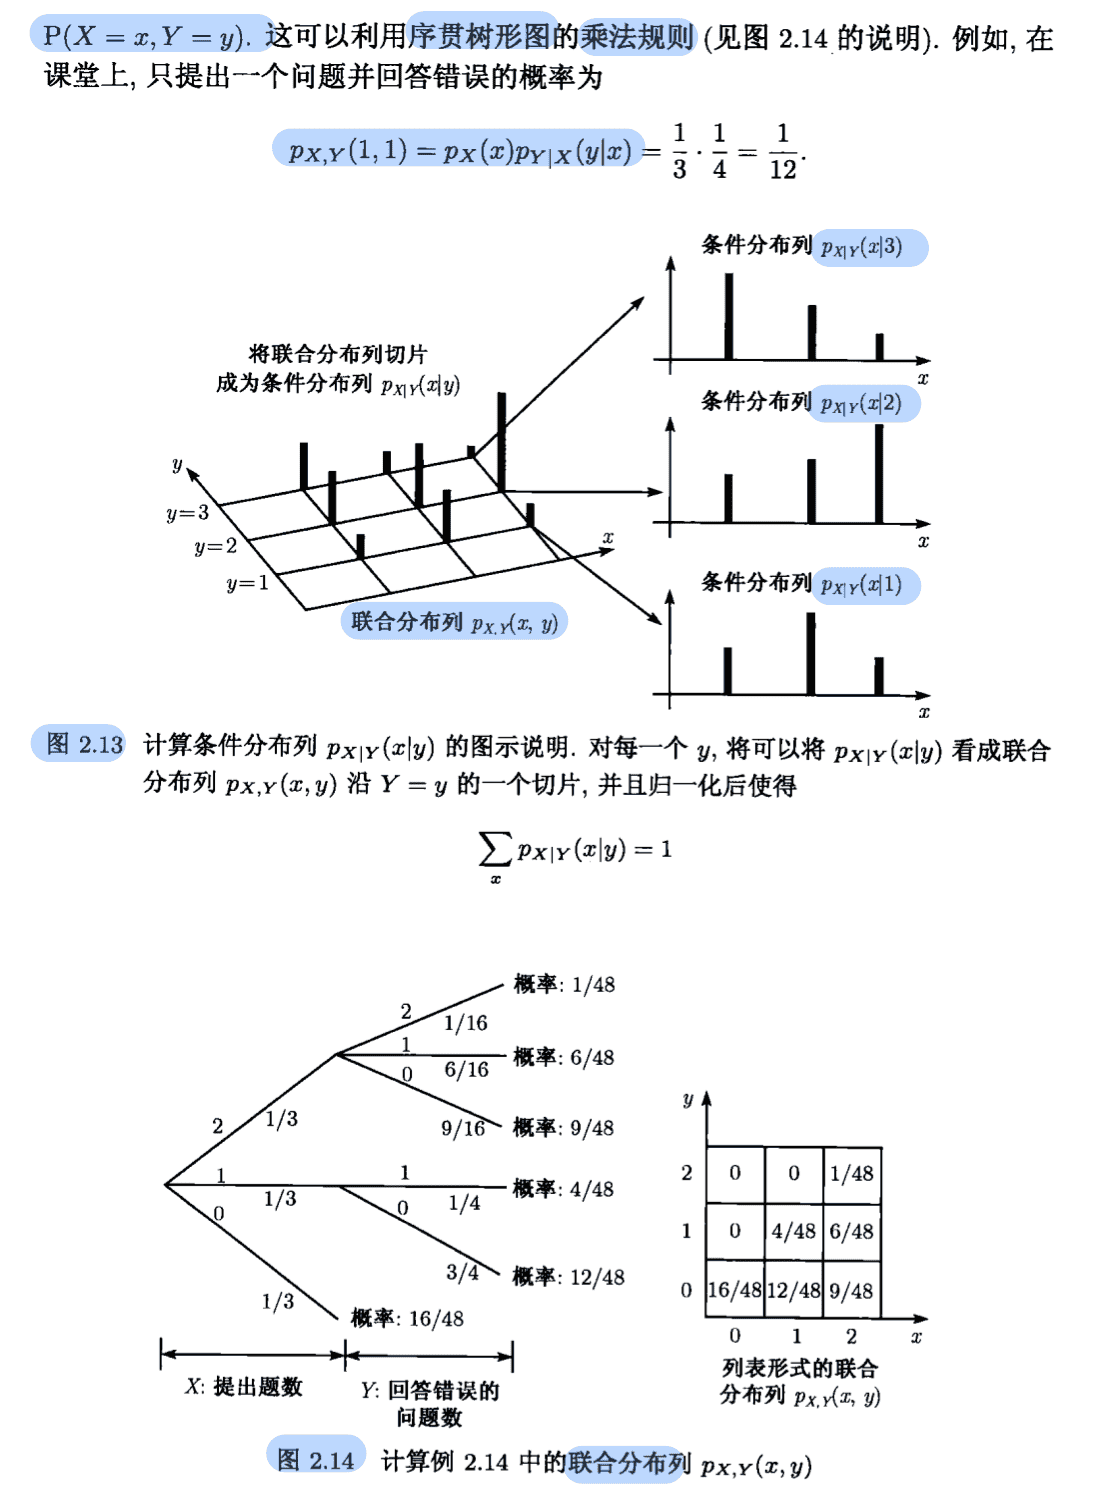 P(X = x, Y = y). 这可以利用序贯树形图的乘法规则 (见图 2.14 的说明). 例如, 在
课堂上, 只提出一个问题并回答错误的概率为
p_{X,Y}(1,1) = p_X(x)p_{Y|X}(y|x) = 1/3 · 1/4 = 1/12.
条件分布列 p_{X|Y}(x|3)
x
将联合分布列切片
成为条件分布列 p_{X|Y}(x|y)
条件分布列 p_{X|Y}(x|2)
x
y
y=3
y=2
y=1
x
联合分布列 p_{X,Y}(x, y)
条件分布列 p_{X|Y}(x|1)
x
图 2.13 计算条件分布列 p_{X|Y}(x|y) 的图示说明. 对每一个 y, 将可以将 p_{X|Y}(x|y) 看成联合
分布列 p_{X,Y}(x,y) 沿 Y = y 的一个切片, 并且归一化后使得
∑_x p_{X|Y}(x|y) = 1
2 1/16 概率: 1/48
1 6/16 概率: 6/48
0 9/16 概率: 9/48
2 1/3
1 1/3
0 1/3
1 1/4 概率: 4/48
0 3/4 概率: 12/48
概率: 16/48
X: 提出题数
Y: 回答错误的
问题数
y
2 0 0 1/48
1 0 4/48 6/48
0 16/48 12/48 9/48
0 1 2 x
列表形式的联合
分布列 p_{X,Y}(x, y)
图 2.14 计算例 2.14 中的联合分布列 p_{X,Y}(x,y)